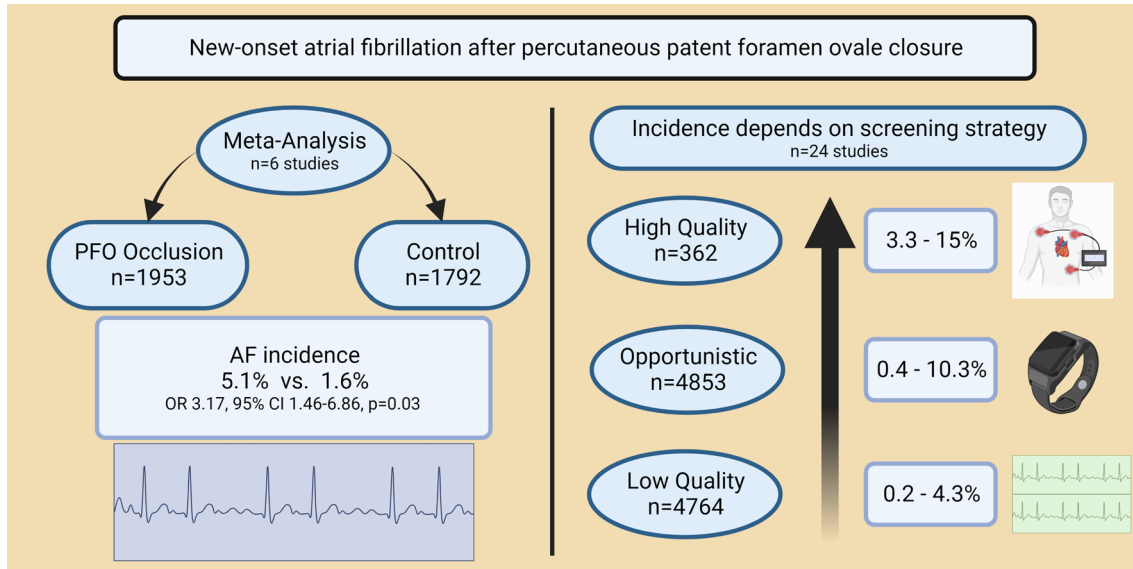 New-onset atrial fibrillation after percutaneous patent foramen ovale closure
Meta-Analysis
n=6 studies
PFO Occlusion
n=1953
Control
n=1792
AF incidence
5.1% vs. 1.6%
OR 3.17, 95% CI 1.46-6.86, p=0.03
Incidence depends on screening strategy
n=24 studies
High Quality
n=362
3.3 - 15%
Opportunistic
n=4853
0.4 - 10.3%
Low Quality
n=4764
0.2 - 4.3%